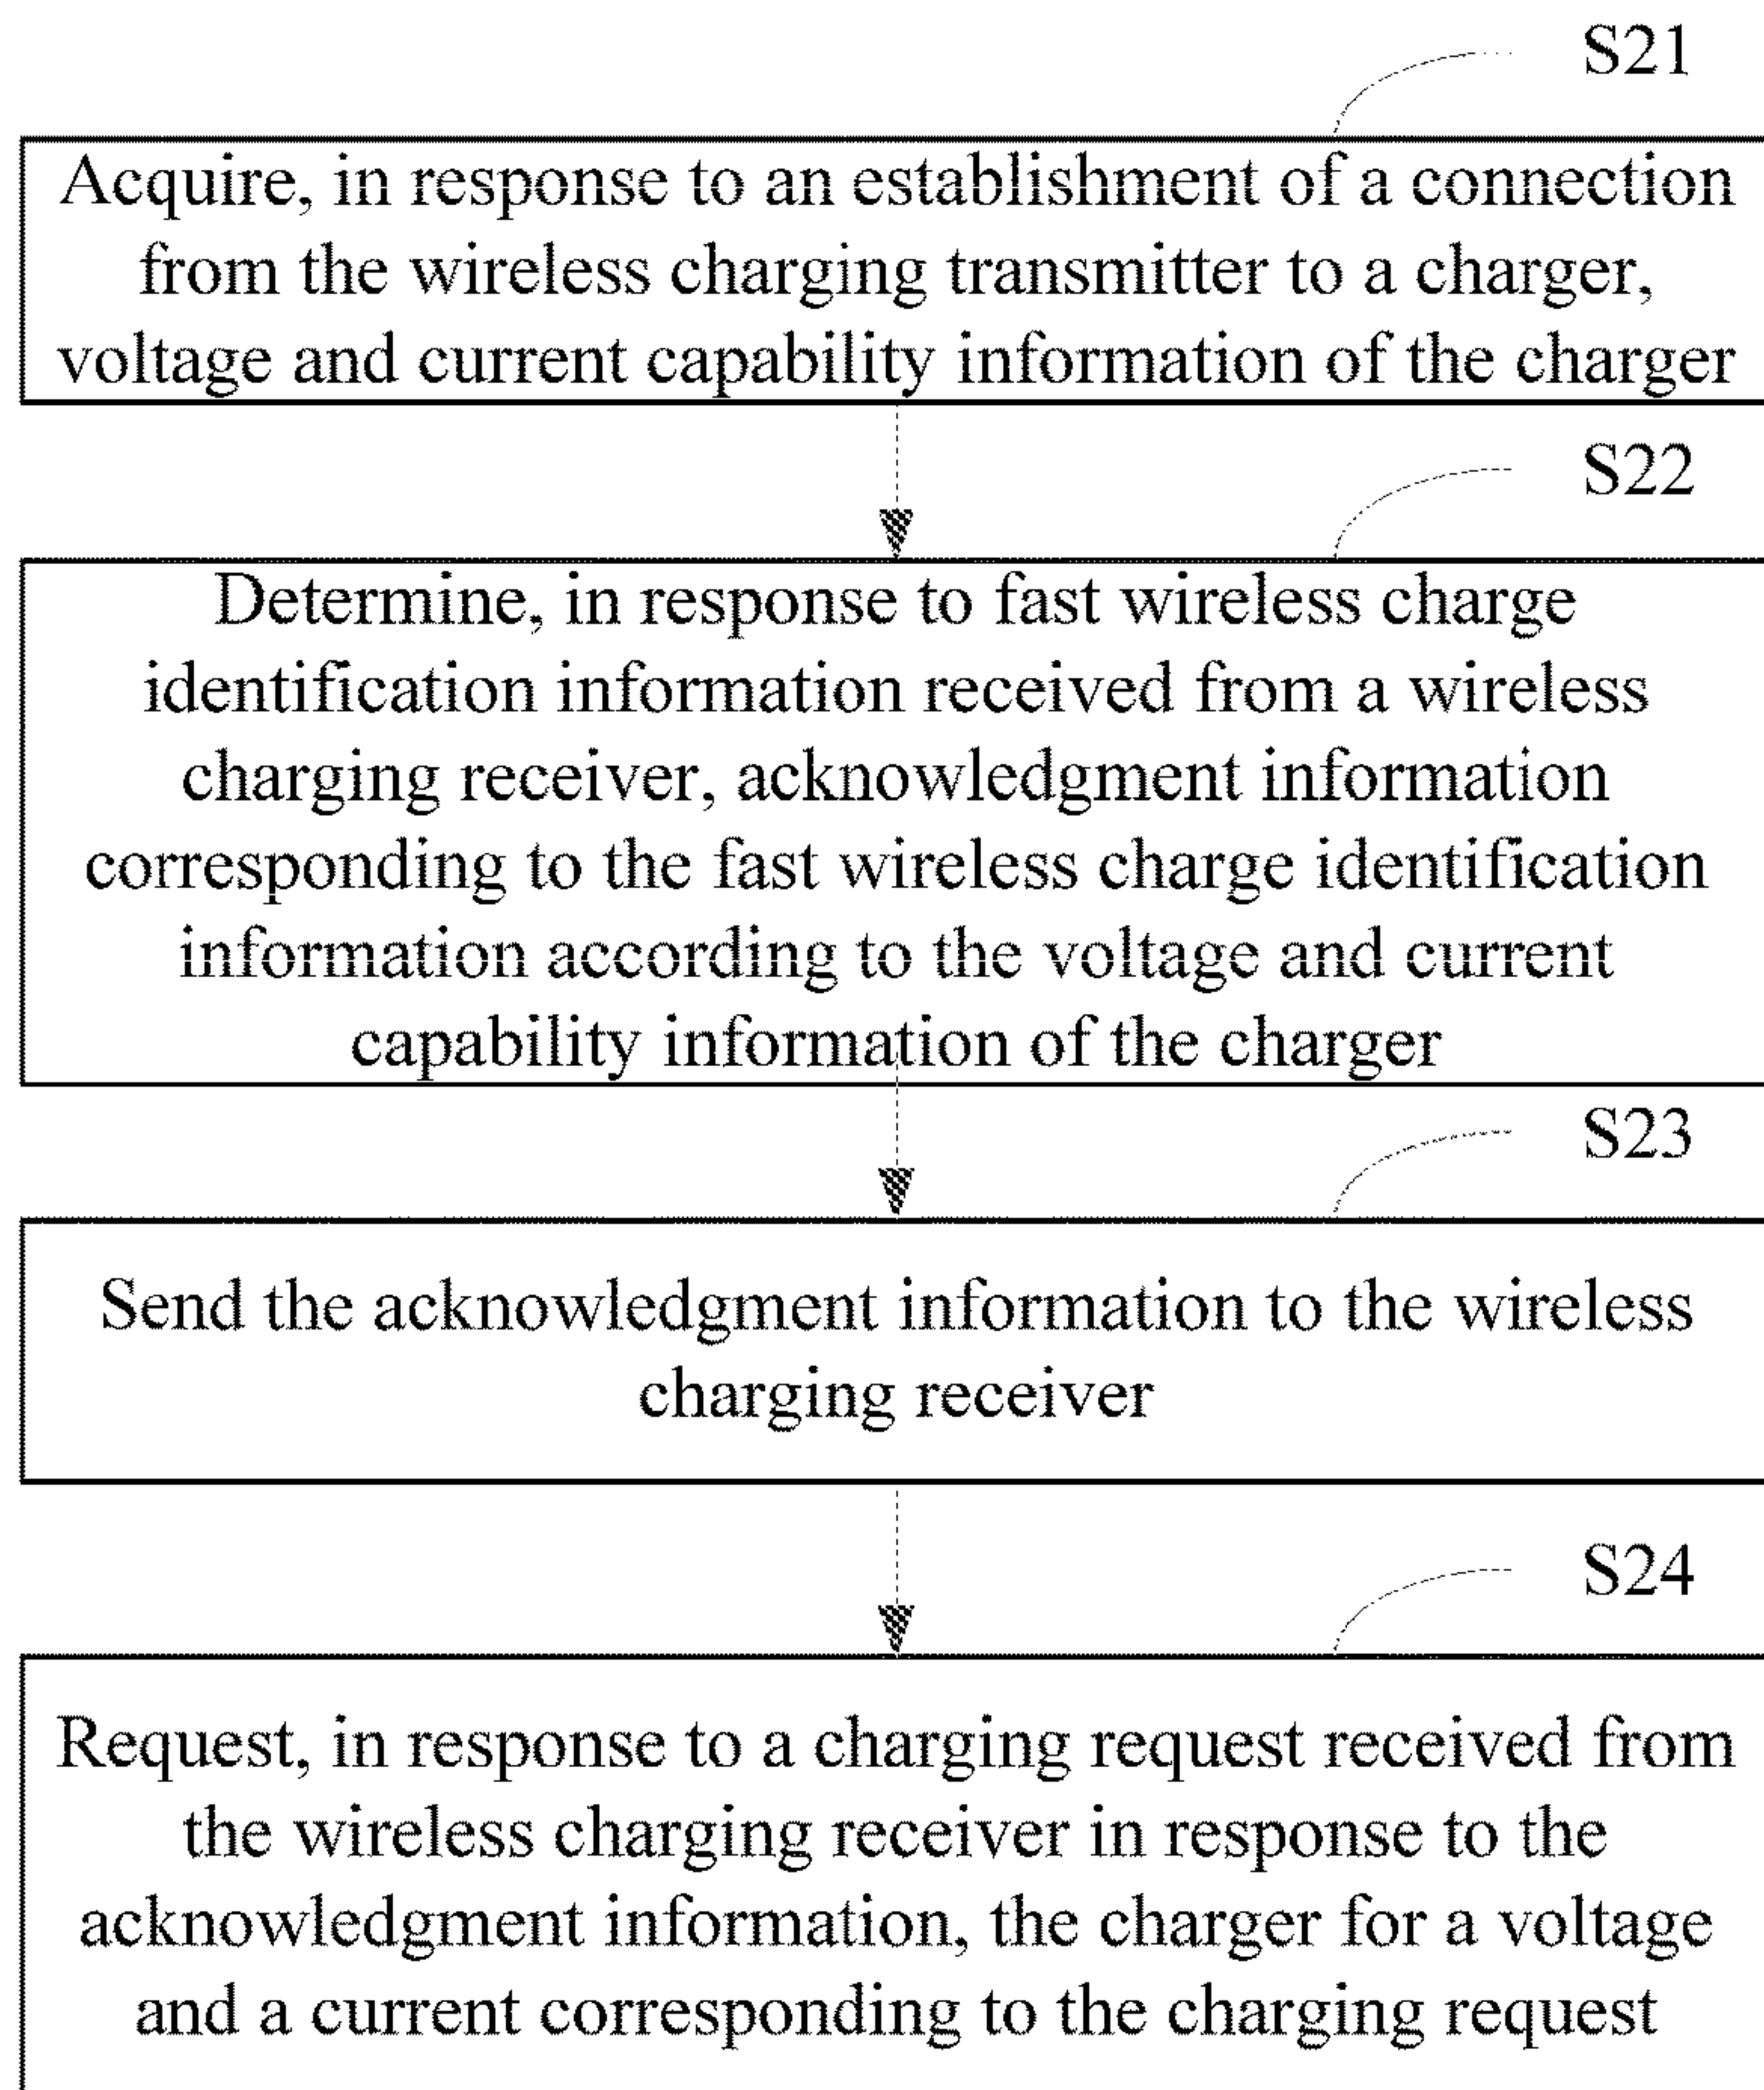 S21
Acquire, in response to an establishment of a connection
from the wireless charging transmitter to a charger,
voltage and current capability information of the charger
S22
Determine, in response to fast wireless charge
identification information received from a wireless
charging receiver, acknowledgment information
corresponding to the fast wireless charge identification
information according to the voltage and current
capability information of the charger
S23
Send the acknowledgment information to the wireless
charging receiver
S24
Request, in response to a charging request received from
the wireless charging receiver in response to the
acknowledgment information, the charger for a voltage
and a current corresponding to the charging request